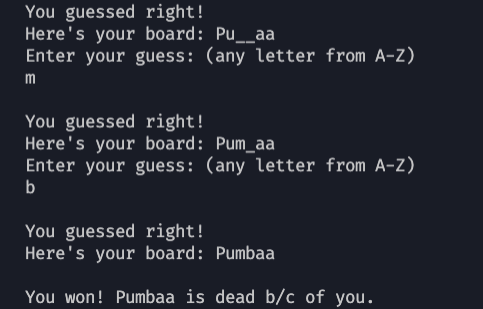 You guessed right!
Here's your board: Pu__aa
Enter your guess: (any letter from A-Z)
m
You guessed right!
Here's your board: Pum_aa
Enter your guess: (any letter from A-Z)
b
You guessed right!
Here's your board: Pumbaa
You won! Pumbaa is dead b/c of you.